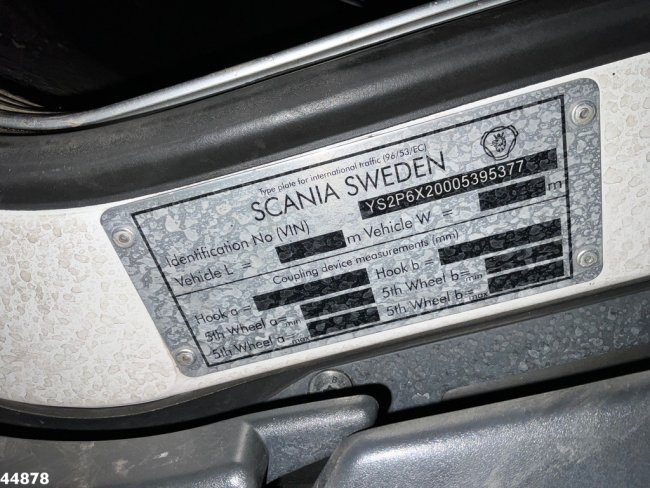 Type plate for international traffic (96/53/EC)
SCANIA SWEDEN
Identification No (VIN) YS2P6X20005395377
Vehicle L = m Vehicle W = m
Coupling device measurements (mm)
Hook a = Hook b =
5th Wheel a=min 5th Wheel b=min
5th Wheel a=max 5th Wheel b=max
44878